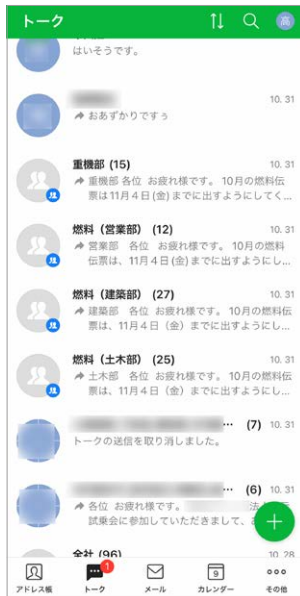 トーク
高
はいそうです。
10. 31
おあずかりですぅ
重機部 (15)
10. 31
重機部 各位 お疲れ様です。 10月の燃料伝
票は11月４日(金)までに出すようにしてく...
燃料（営業部） (12)
10. 31
営業部 各位 お疲れ様です。 10月の燃料
伝票は、11月４日(金)までに出すようにし...
燃料（建築部） (27)
10. 31
建築部 各位 お疲れ様です。 10月の燃料伝
票は、11月４日（金）までに出すようにし...
燃料（土木部） (25)
10. 31
土木部 各位 お疲れ様です。 10月の燃料伝
票は、11月４日（金）までに出すようにし...
... (7) 10. 31
トークの送信を取り消しました。
... (6) 10. 31
各位 お疲れ様です。 法
試乗会に参加していただきまして、
全社 (96)
10. 28
1
9
アドレス帳
トーク
メール
カレンダー
その他